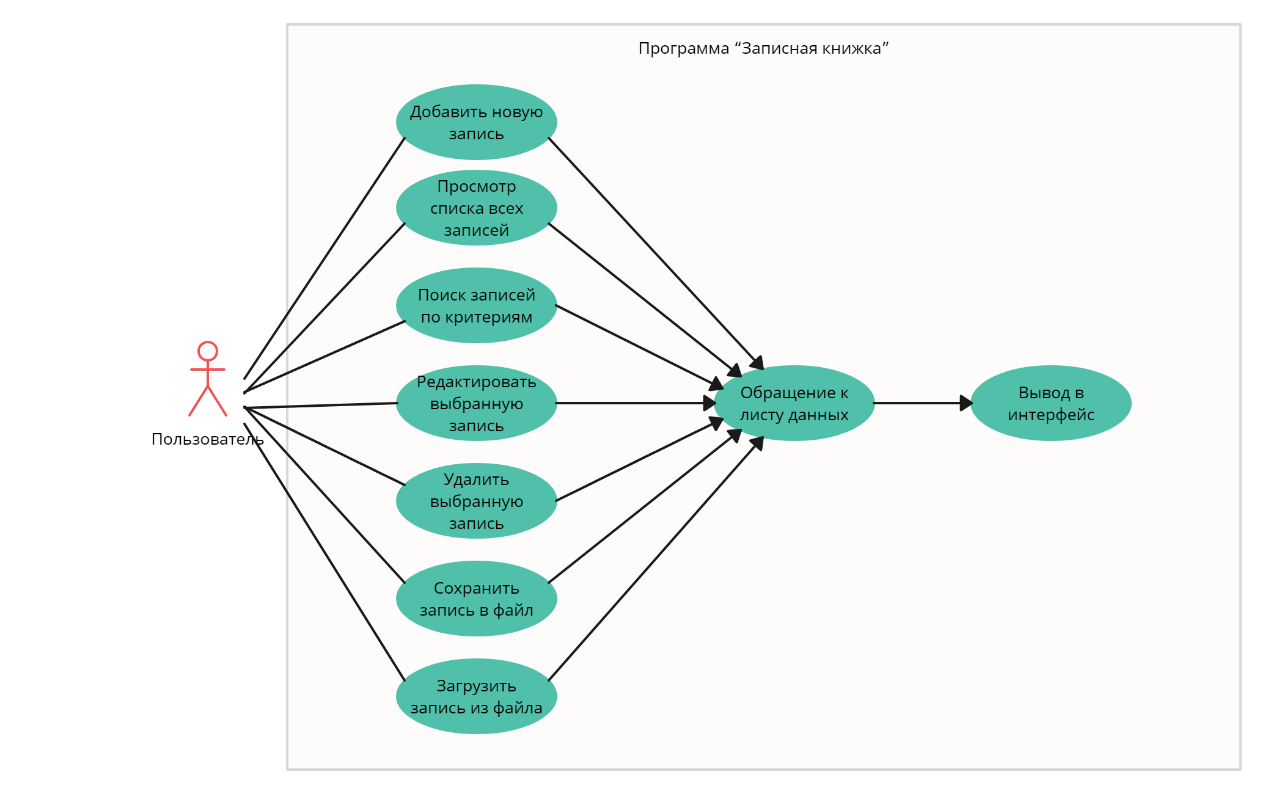 Программа “Записная книжка”
Добавить новую
запись
Просмотр
списка всех
записей
Поиск записей
по критериям
Редактировать
выбранную
запись
Удалить
выбранную
запись
Сохранить
запись в файл
Загрузить
запись из файла
Пользователь
Обращение к
листу данных
Вывод в
интерфейс